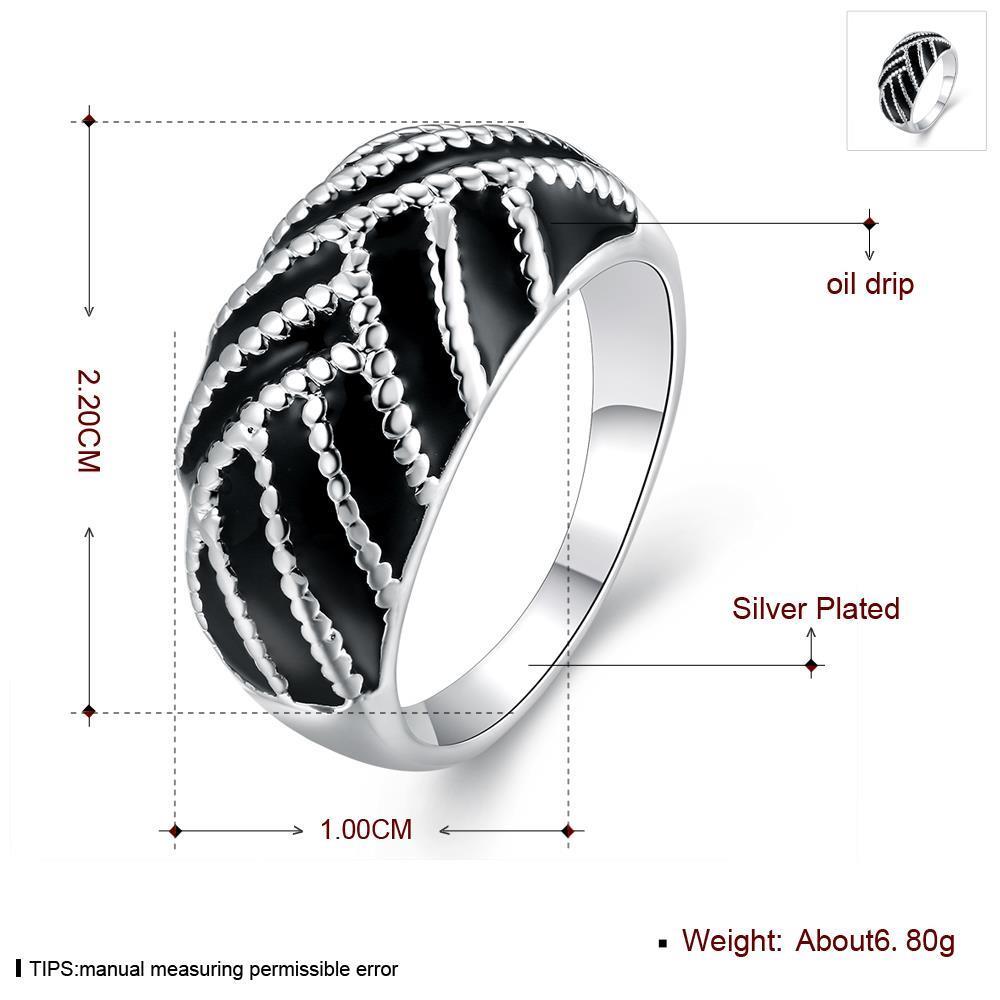 oil drip
2.20CM
Silver Plated
1.00CM
Weight: About6. 80g
TIPS:manual measuring permissible error